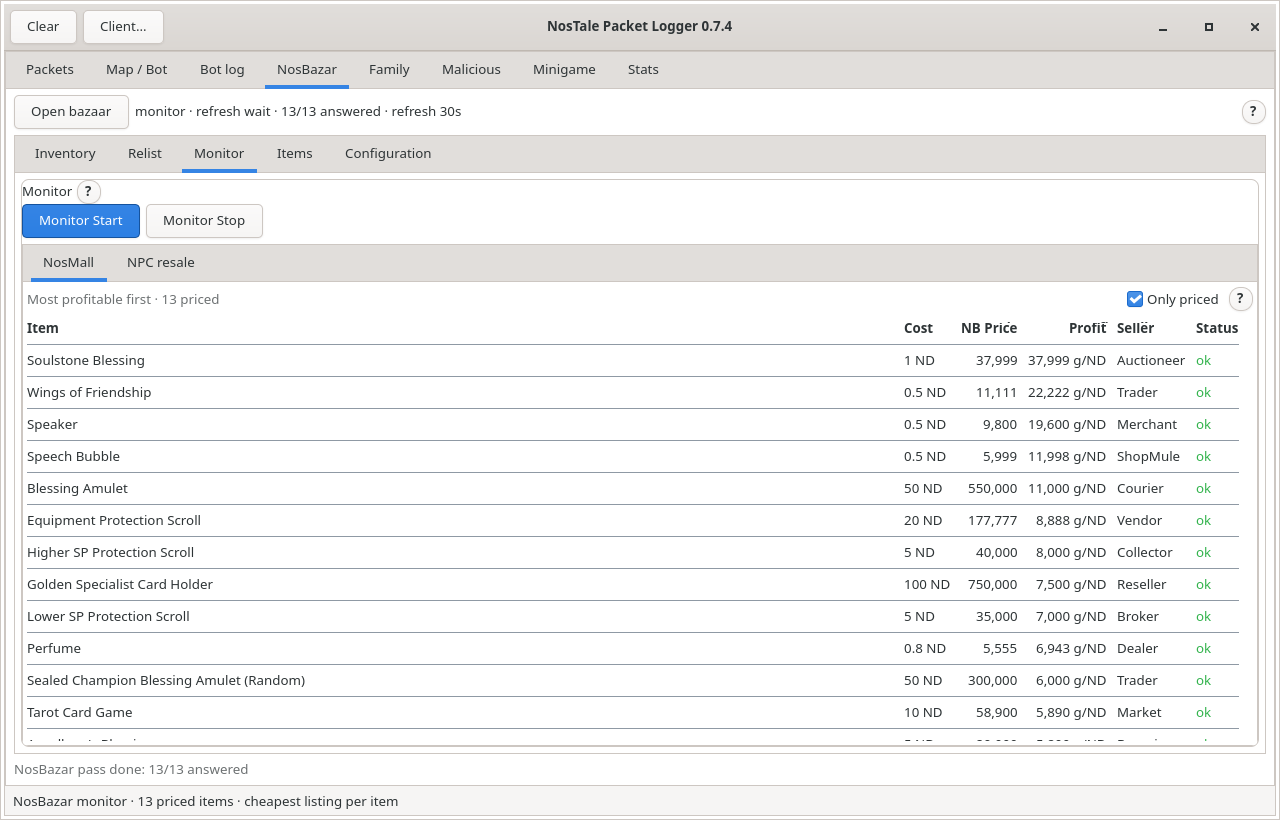 Clear Client... NosTale Packet Logger 0.7.4
Packets Map / Bot Bot log NosBazar Family Malicious Minigame Stats
Open bazaar monitor · refresh wait · 13/13 answered · refresh 30s ?
Inventory Relist Monitor Items Configuration
Monitor ?
Monitor Start Monitor Stop
NosMall NPC resale
Most profitable first · 13 priced Only priced ?
Item Cost NB Price Profit Seller Status
Soulstone Blessing 1 ND 37,999 37,999 g/ND Auctioneer ok
Wings of Friendship 0.5 ND 11,111 22,222 g/ND Trader ok
Speaker 0.5 ND 9,800 19,600 g/ND Merchant ok
Speech Bubble 0.5 ND 5,999 11,998 g/ND ShopMule ok
Blessing Amulet 50 ND 550,000 11,000 g/ND Courier ok
Equipment Protection Scroll 20 ND 177,777 8,888 g/ND Vendor ok
Higher SP Protection Scroll 5 ND 40,000 8,000 g/ND Collector ok
Golden Specialist Card Holder 100 ND 750,000 7,500 g/ND Reseller ok
Lower SP Protection Scroll 5 ND 35,000 7,000 g/ND Broker ok
Perfume 0.8 ND 5,555 6,943 g/ND Dealer ok
Sealed Champion Blessing Amulet (Random) 50 ND 300,000 6,000 g/ND Trader ok
Tarot Card Game 10 ND 58,900 5,890 g/ND Market ok
NosBazar pass done: 13/13 answered
NosBazar monitor · 13 priced items · cheapest listing per item